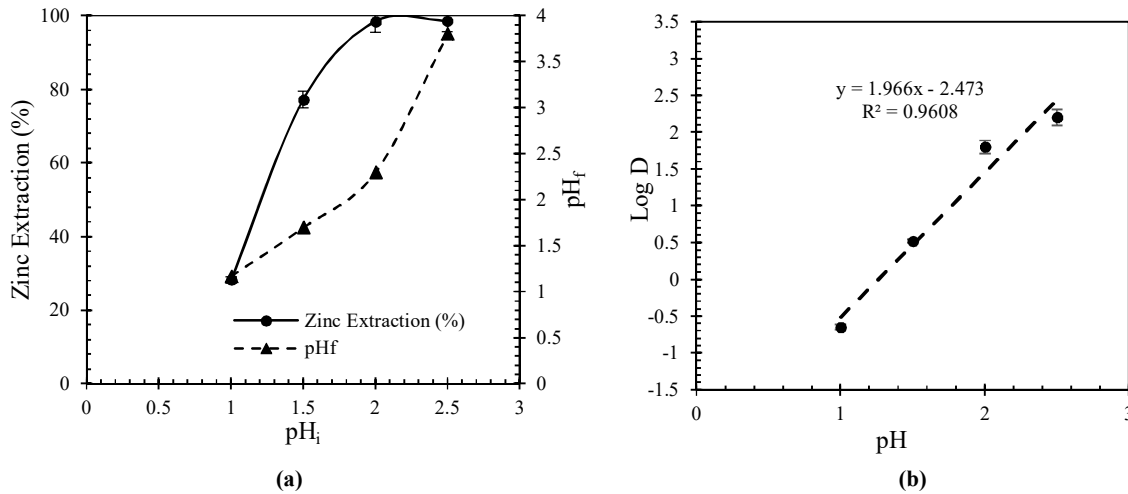 100
80
60
40
20
0
Zinc Extraction (%)
4
3.5
3
2.5
2
1.5
1
0.5
0
pHf
0 0.5 1 1.5 2 2.5 3
pHi
Zinc Extraction (%)
pHf
(a)
2.5
2
1.5
1
0.5
0
-0.5
-1
-1.5
3.5
3
Log D
y = 1.966x - 2.473
R² = 0.9608
0 1 2 3
pH
(b)